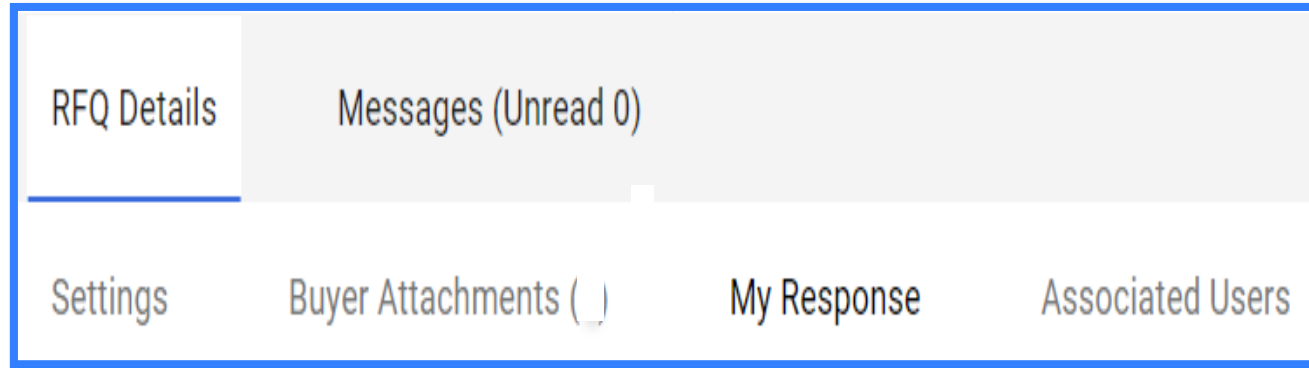 RFQ Details Messages (Unread 0)
Settings Buyer Attachments ( ) My Response Associated Users